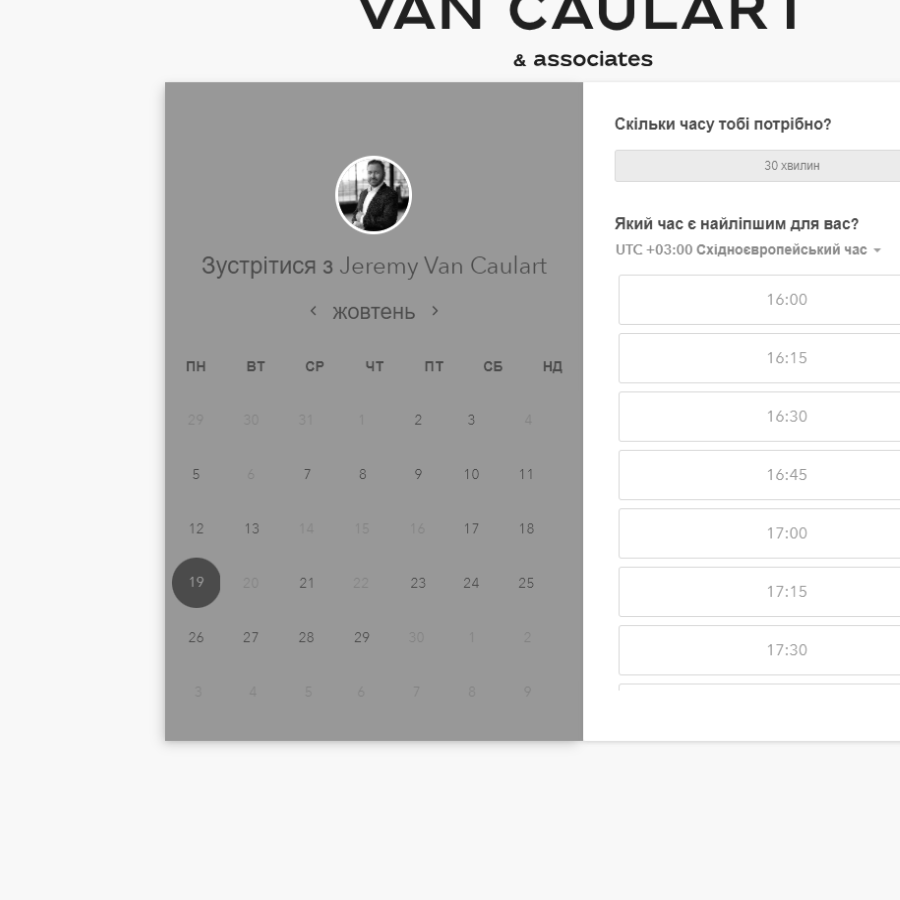 VAN CAULART
& associates
Зустрітися з Jeremy Van Caulart
жовтень
ПН ВТ СР ЧТ ПТ СБ НД
29 30 31 1 2 3 4
5 6 7 8 9 10 11
12 13 14 15 16 17 18
19 20 21 22 23 24 25
26 27 28 29 30 1 2
3 4 5 6 7 8 9
Скільки часу тобі потрібно?
30 хвилин
Який час є найліпшим для вас?
UTC +03:00 Східноєвропейський час
16:00
16:15
16:30
16:45
17:00
17:15
17:30